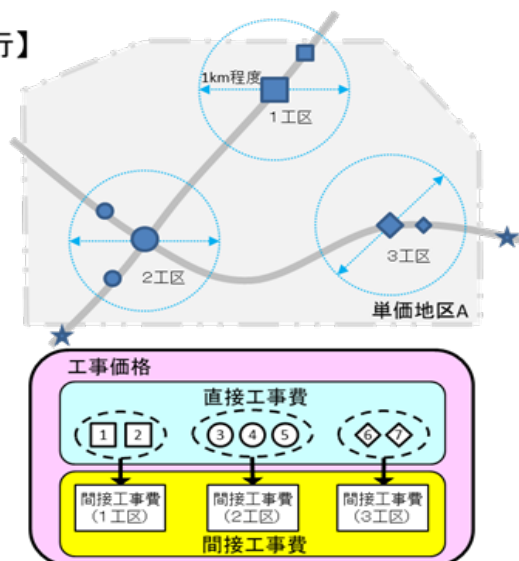 行】
1km程度
1工区
2工区
3工区
単価地区A
工事価格
直接工事費
1 2 3 4 5 6 7
間接工事費
(1工区)
間接工事費
(2工区)
間接工事費
(3工区)
間接工事費